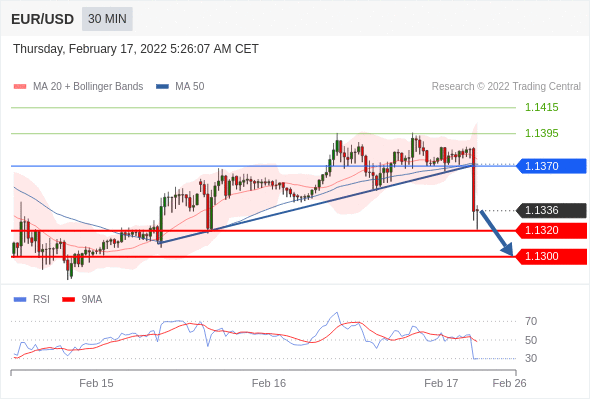 EUR/USD 30 MIN
Thursday, February 17, 2022 5:26:07 AM CET
MA 20 + Bollinger Bands MA 50 Research © 2022 Trading Central
1.1415
1.1395
1.1370
1.1336
1.1320
1.1300
RSI 9MA
70
50
30
Feb 15 Feb 16 Feb 17 Feb 26